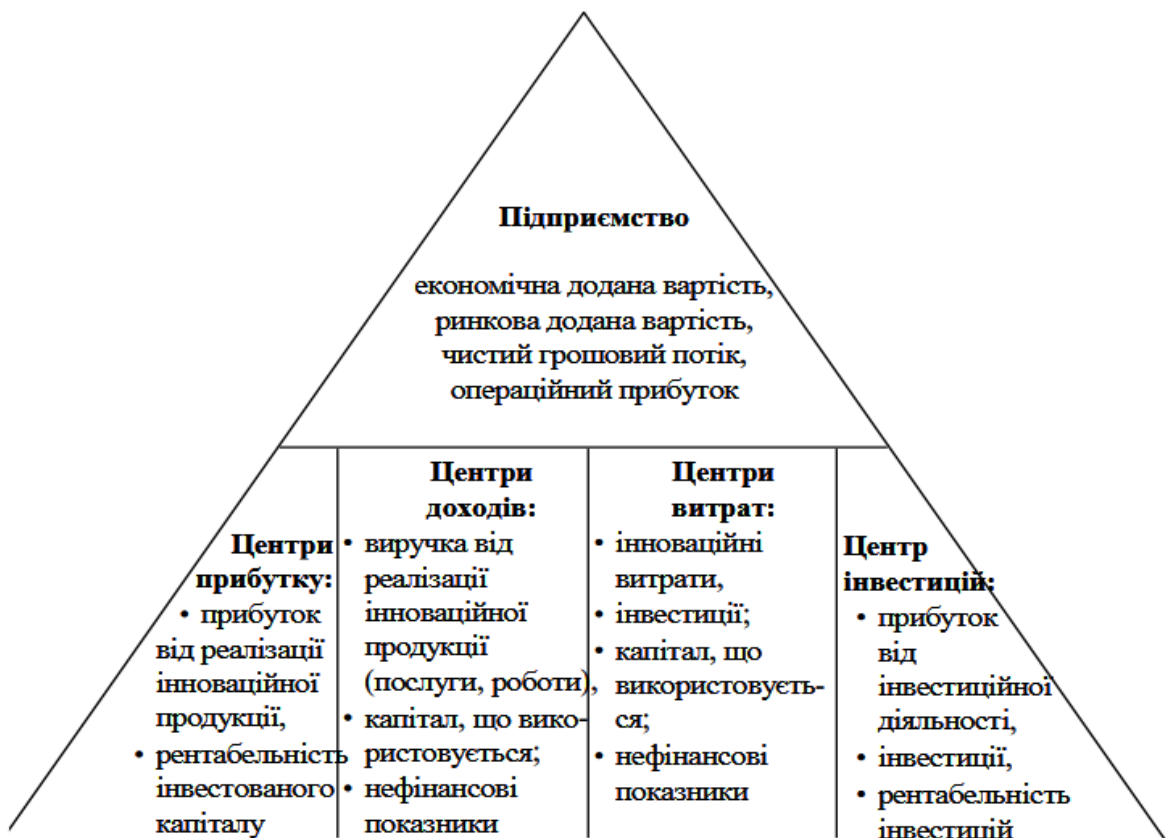 Підприємство
економічна додана вартість,
ринкова додана вартість,
чистий грошовий потік,
операційний прибуток
Центри
прибутку:
• прибуток
від реалізації
інноваційної
продукції,
• рентабельність
інвестованого
капіталу
Центри
доходів:
• виручка від
реалізації
інноваційної
продукції
(послуги, роботи),
• капітал, що вико-
ристовується;
• нефінансові
показники
Центри
витрат:
• інноваційні
витрати,
• інвестиції;
• капітал, що
використовуєть-
ся;
• нефінансові
показники
Центр
інвестицій:
• прибуток
від
інвестиційної
діяльності,
• інвестиції,
• рентабельність
інвестицій